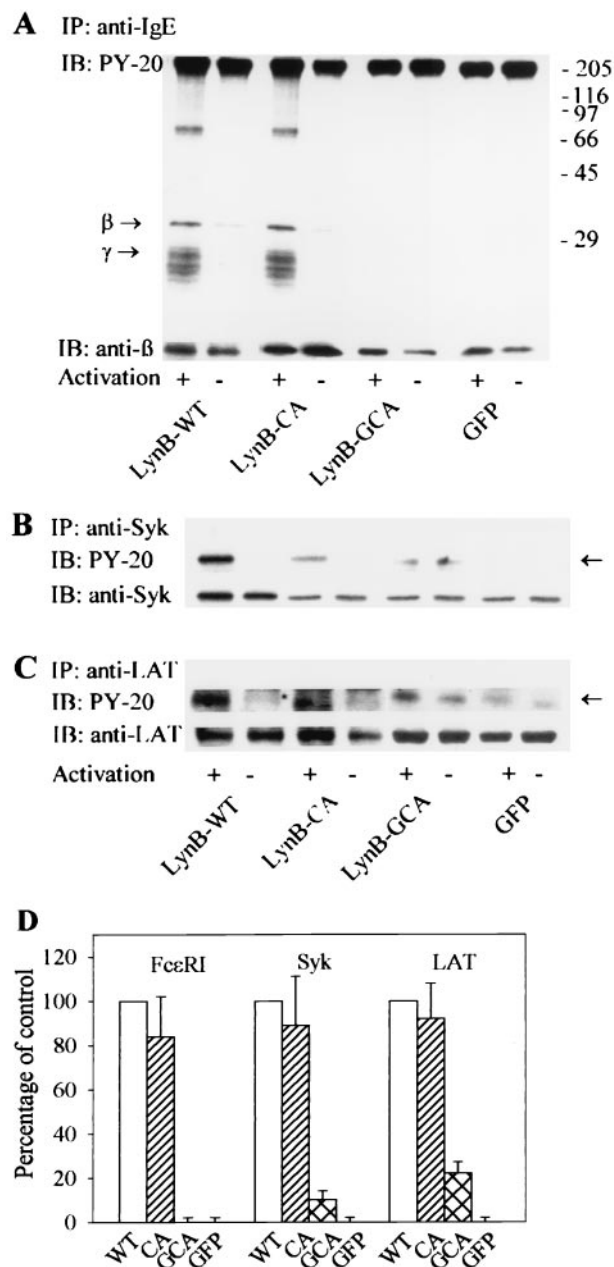 A IP: anti-IgE
IB: PY-20
- 205
- 116
- 97
- 66
- 45
- 29
β →
γ →
IB: anti-ß
Activation + - + - + - + -
LynB-WT LynB-CA LynB-GCA GFP
B IP: anti-Syk
IB: PY-20 ←
IB: anti-Syk
C IP: anti-LAT
IB: PY-20 ←
IB: anti-LAT
Activation + - + - + - + -
LynB-WT LynB-CA LynB-GCA GFP
D
FcεRI Syk LAT
Percentage of control
120
100
80
60
40
20
0
WT CA GCA GFP WT CA GCA GFP WT CA GCA GFP